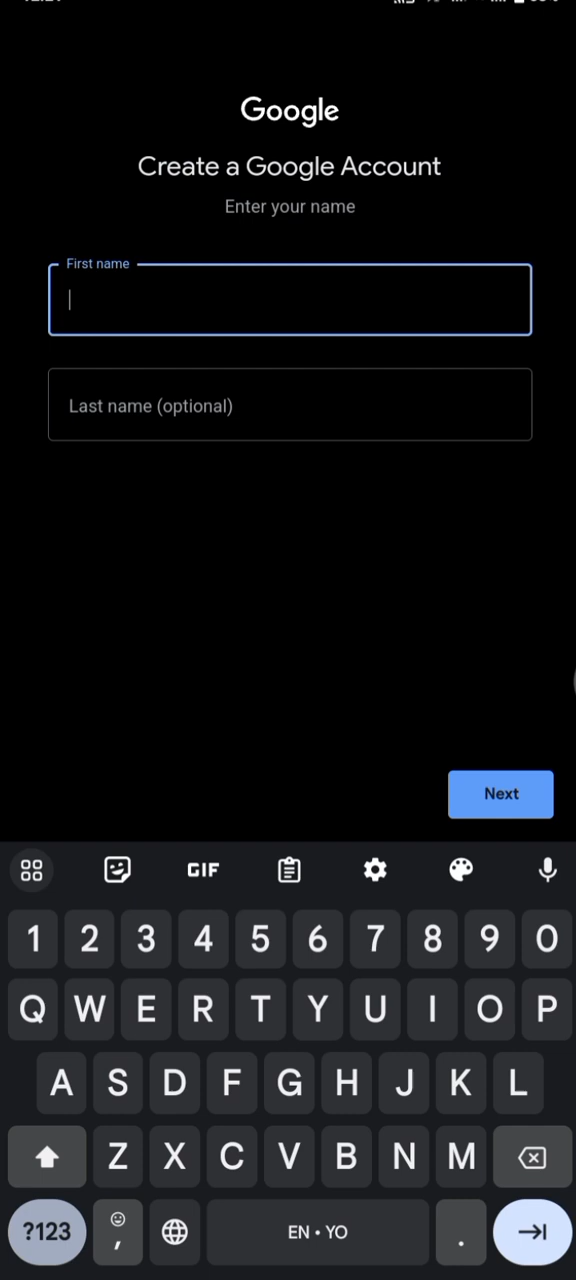 Google
Create a Google Account
Enter your name
First name
Last name (optional)
Next
GIF
1 2 3 4 5 6 7 8 9 0
Q W E R T Y U I O P
A S D F G H J K L
Z X C V B N M
?123 , EN • YO .